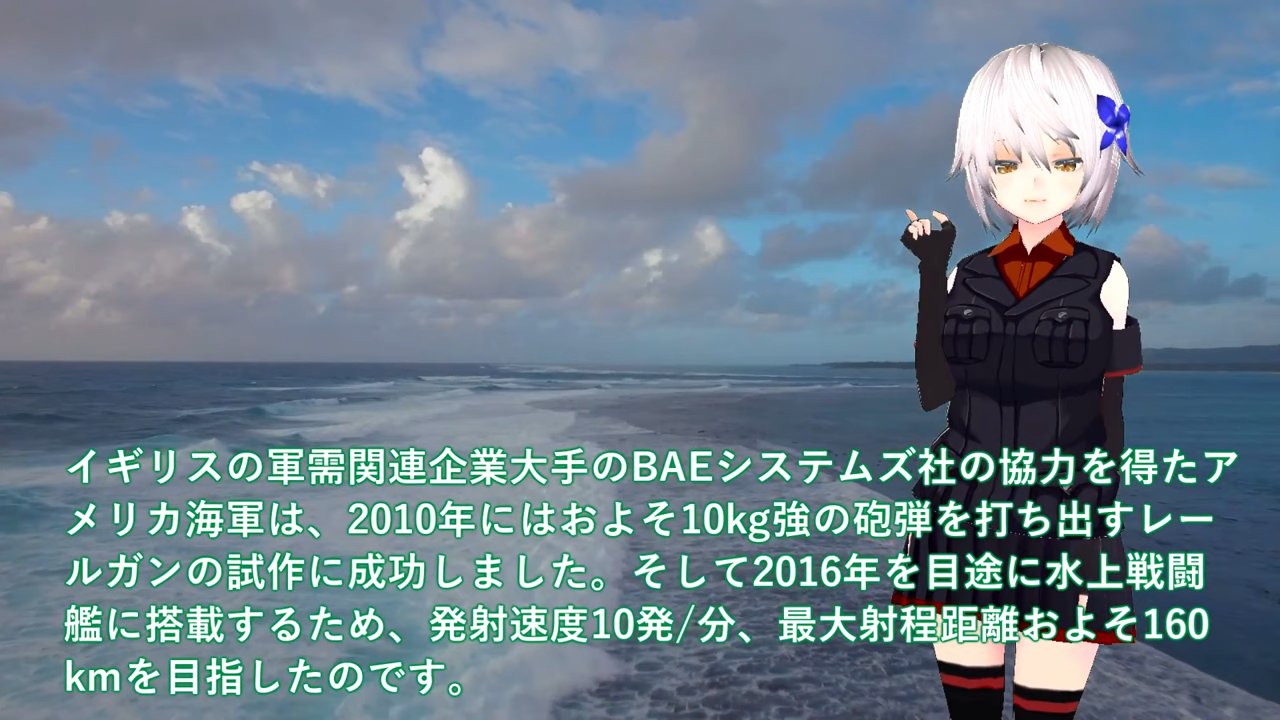 イギリスの軍需関連企業大手のBAEシステムズ社の協力を得たア
メリカ海軍は、2010年にはおよそ10kg強の砲弾を打ち出すレー
ルガンの試作に成功しました。そして2016年を目途に水上戦闘
艦に搭載するため、発射速度10発/分、最大射程距離およそ160
kmを目指したのです。